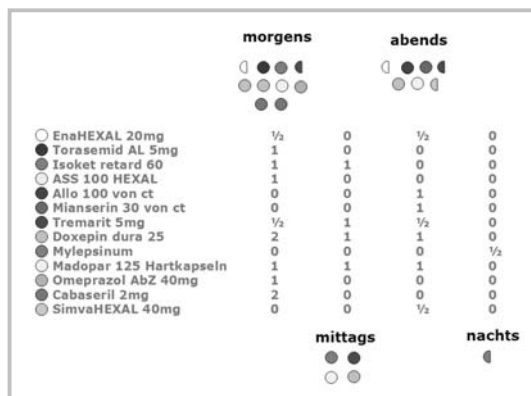 morgens abends
EnaHEXAL 20mg ½ 0 ½ 0
Torasemid AL 5mg 1 0 0 0
Isoket retard 60 1 1 0 0
ASS 100 HEXAL 1 0 0 0
Allo 100 von ct 0 0 1 0
Mianserin 30 von ct 0 0 1 0
Tremarit 5mg ½ 1 ½ 0
Doxepin dura 25 2 1 1 0
Mylepsinum 0 0 0 ½
Madopar 125 Hartkapseln 1 1 1 0
Omeprazol AbZ 40mg 1 0 0 0
Cabaseril 2mg 2 0 0 0
SimvaHEXAL 40mg 0 0 ½ 0
mittags nachts